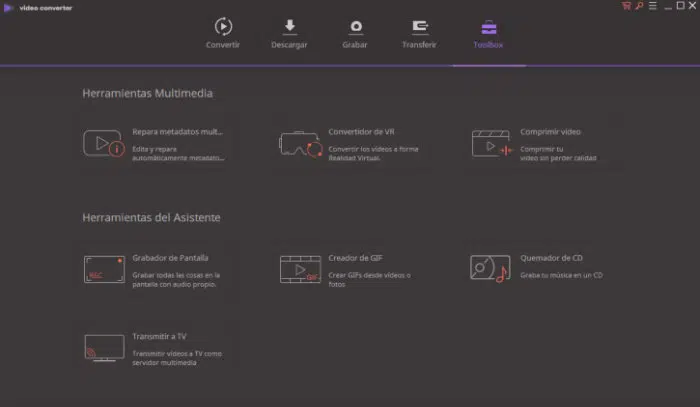 video converter
Convertir
Descargar
Grabar
Transferir
ToolBox
Herramientas Multimedia
Repara metadatos mult...
Edita y repara
automáticamente metadato...
Convertidor de VR
Convertir los vídeos a forma
Realidad Virtual.
Comprimir vídeo
Comprimir tu
vídeo sin perder calidad
Herramientas del Asistente
REC
Grabador de Pantalla
Grabar todas las cosas en la
pantalla con audio propio.
GIF
Creador de GIF
Crear GIFs desde vídeos o
fotos
Quemador de CD
Graba tu música en un CD
Transmitir a TV
Transmitir vídeos a TV como
servidor multimedia